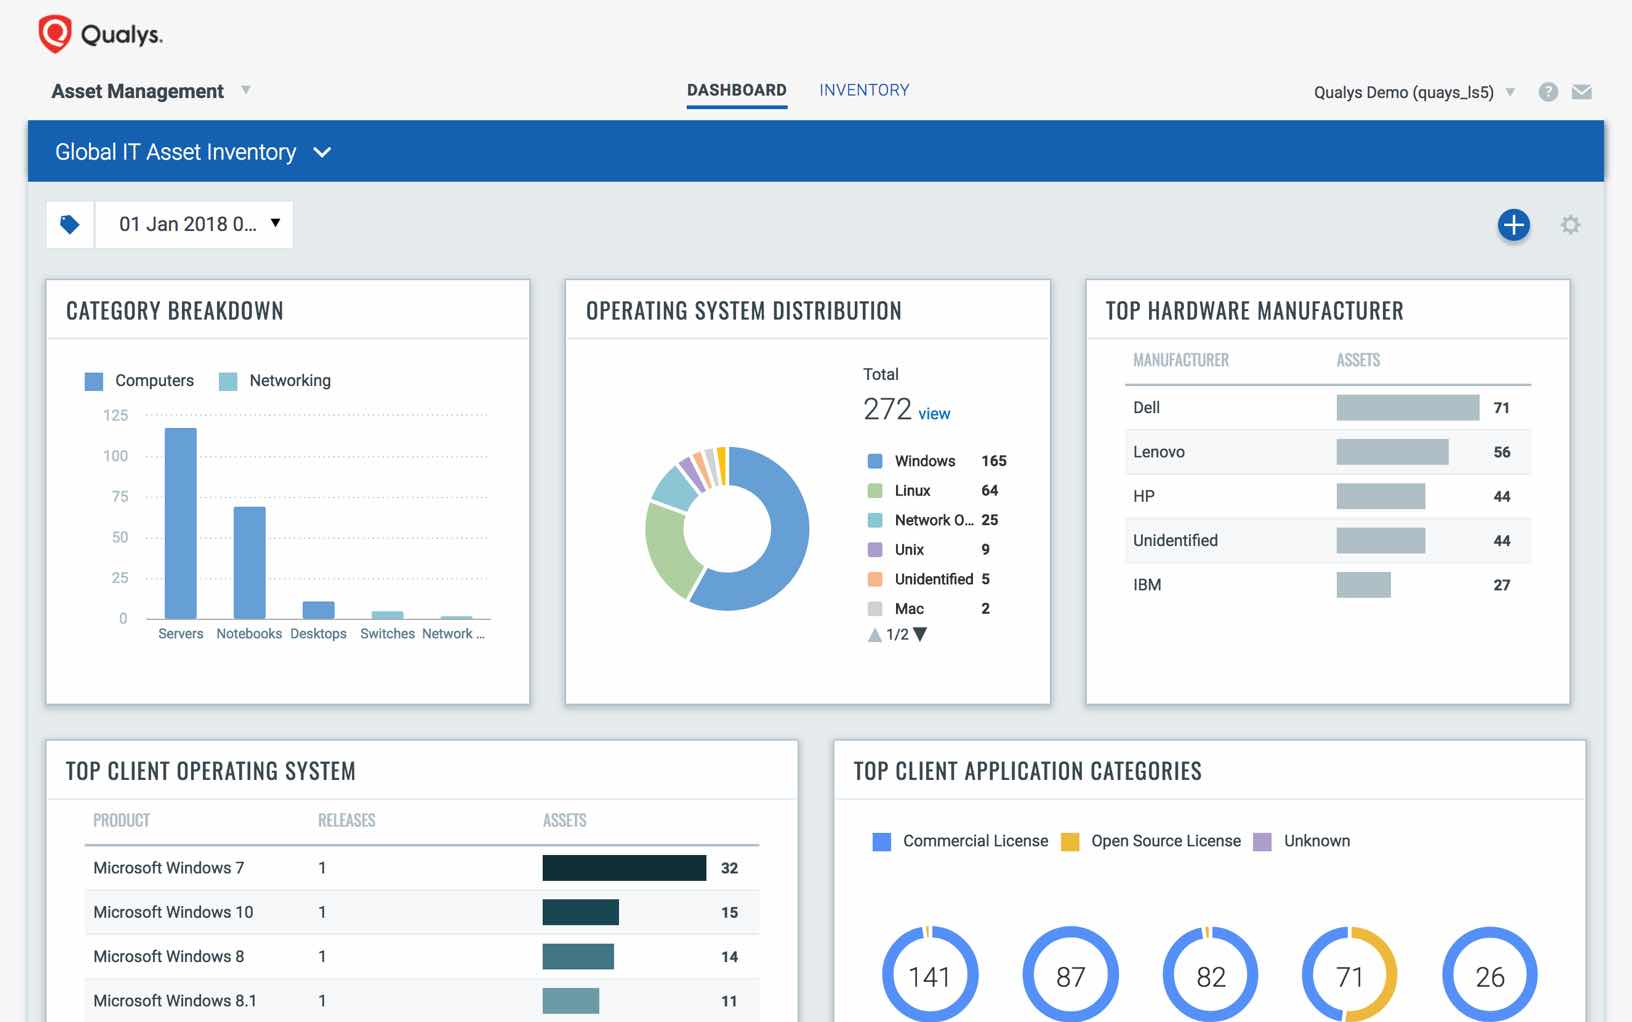 Qualys.
Asset Management
DASHBOARD INVENTORY
Qualys Demo (quays_ls5) ?
Global IT Asset Inventory
01 Jan 2018 0...
CATEGORY BREAKDOWN
Computers Networking
125
100
75
50
25
0
Servers Notebooks Desktops Switches Network ...
OPERATING SYSTEM DISTRIBUTION
Total
272 view
Windows 165
Linux 64
Network O... 25
Unix 9
Unidentified 5
Mac 2
1/2
TOP HARDWARE MANUFACTURER
MANUFACTURER ASSETS
Dell 71
Lenovo 56
HP 44
Unidentified 44
IBM 27
TOP CLIENT OPERATING SYSTEM
PRODUCT RELEASES ASSETS
Microsoft Windows 7 1 32
Microsoft Windows 10 1 15
Microsoft Windows 8 1 14
Microsoft Windows 8.1 1 11
TOP CLIENT APPLICATION CATEGORIES
Commercial License Open Source License Unknown
141 87 82 71 26